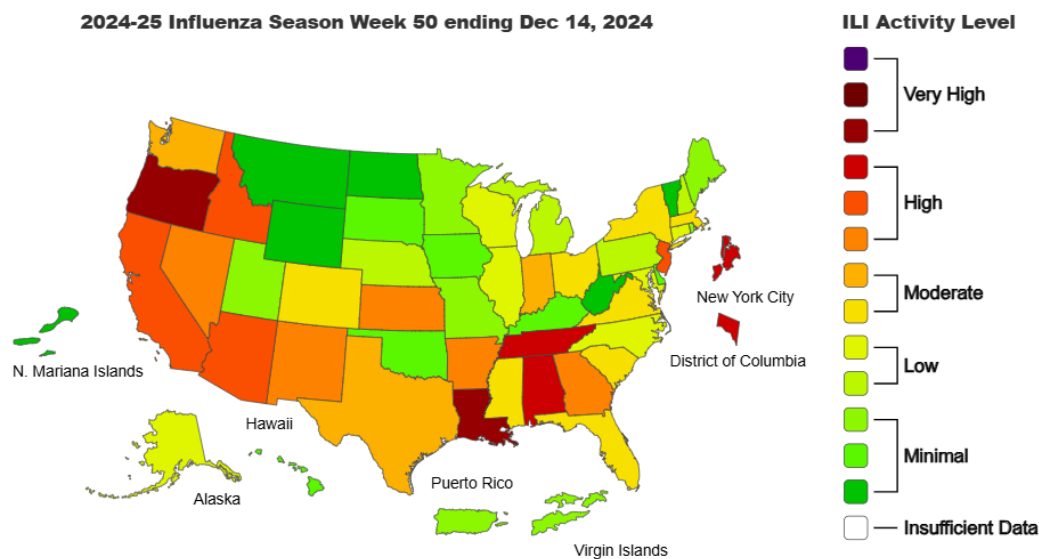 2024-25 Influenza Season Week 50 ending Dec 14, 2024
ILI Activity Level
Very High
High
Moderate
Low
Minimal
Insufficient Data
New York City
District of Columbia
N. Mariana Islands
Hawaii
Alaska
Puerto Rico
Virgin Islands